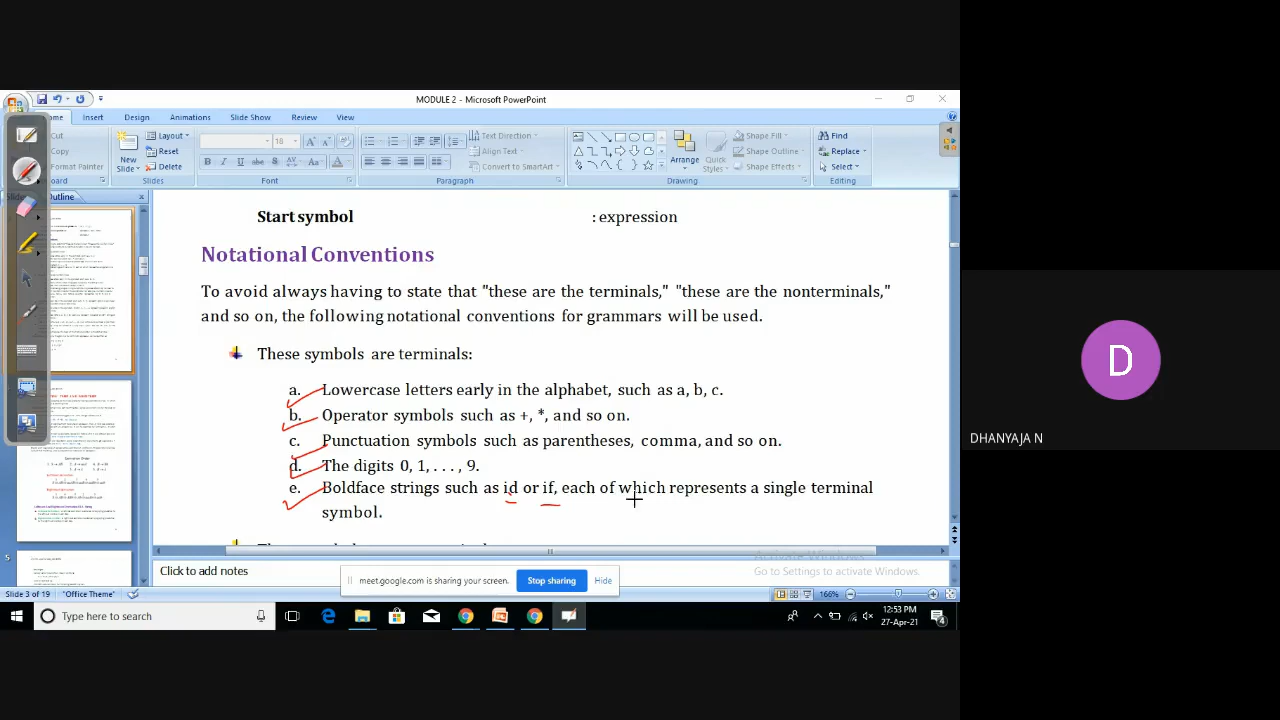 MODULE 2 - Microsoft PowerPoint
Insert Design Animations Slide Show Review View
Layout
Reset
Format Painter
New
Slide
Delete
18
Text Direction
Align Text
Convert to SmartArt
Arrange
Quick
Styles
Shape Fill
Shape Outline
Shape Effects
Find
Replace
Select
Slides Font Paragraph Drawing Editing
Outline
Start symbol : expression
Notational Conventions
To avoid always having to state that "these are the terminals," "these are the nonterminals,"
and so on, the following notational conventions for grammars will be used.
These symbols are terminals:
a. Lowercase letters early in the alphabet, such as a, b, c.
b. Operator symbols such as +, *, and so on.
c. Punctuation symbols such as parentheses, comma, and so on.
d. The digits 0, 1, . . . , 9.
e. Boldface strings such as id or if, each of which represents a single terminal
symbol.
Click to add notes
Activate Windows
Go to Settings to activate Windows.
meet.google.com is sharing your screen. Stop sharing Hide
Slide 3 of 19 "Office Theme" 166%
Type here to search
12:53 PM
27-Apr-21
4
5
D
DHANYAJA N